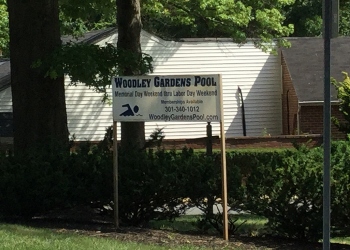 Woodley Gardens Pool
Memorial Day Weekend thru Labor Day Weekend
Memberships Available
301-340-1012
WoodleyGardensPool.com